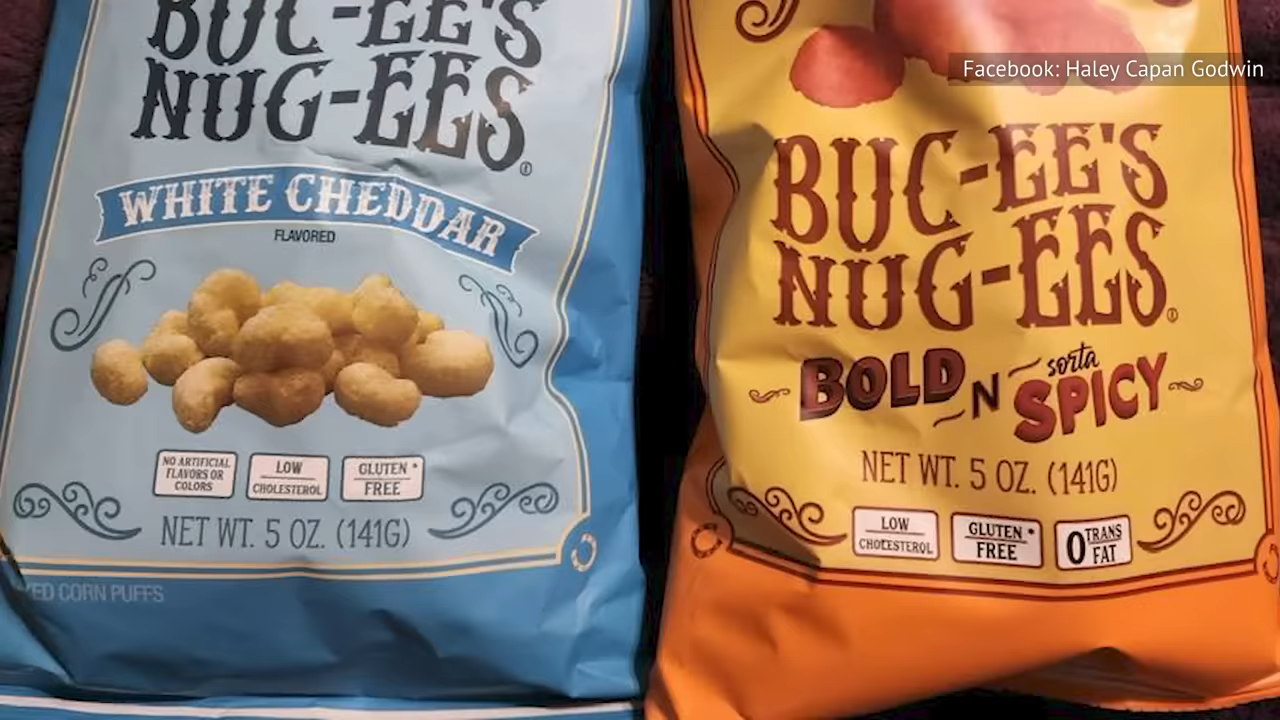 BUC-EE'S
NUG-EES®
WHITE CHEDDAR
FLAVORED
NO ARTIFICIAL
FLAVORS OR
COLORS
LOW
CHOLESTEROL
GLUTEN*
FREE
NET WT. 5 OZ. (141G)
CORN PUFFS
Facebook: Haley Capan Godwin
BUC-EE'S
NUG-EES®
BOLD N sorta
SPICY
NET WT. 5 OZ. (141G)
LOW
CHOLESTEROL
GLUTEN*
FREE
0 TRANS
FAT